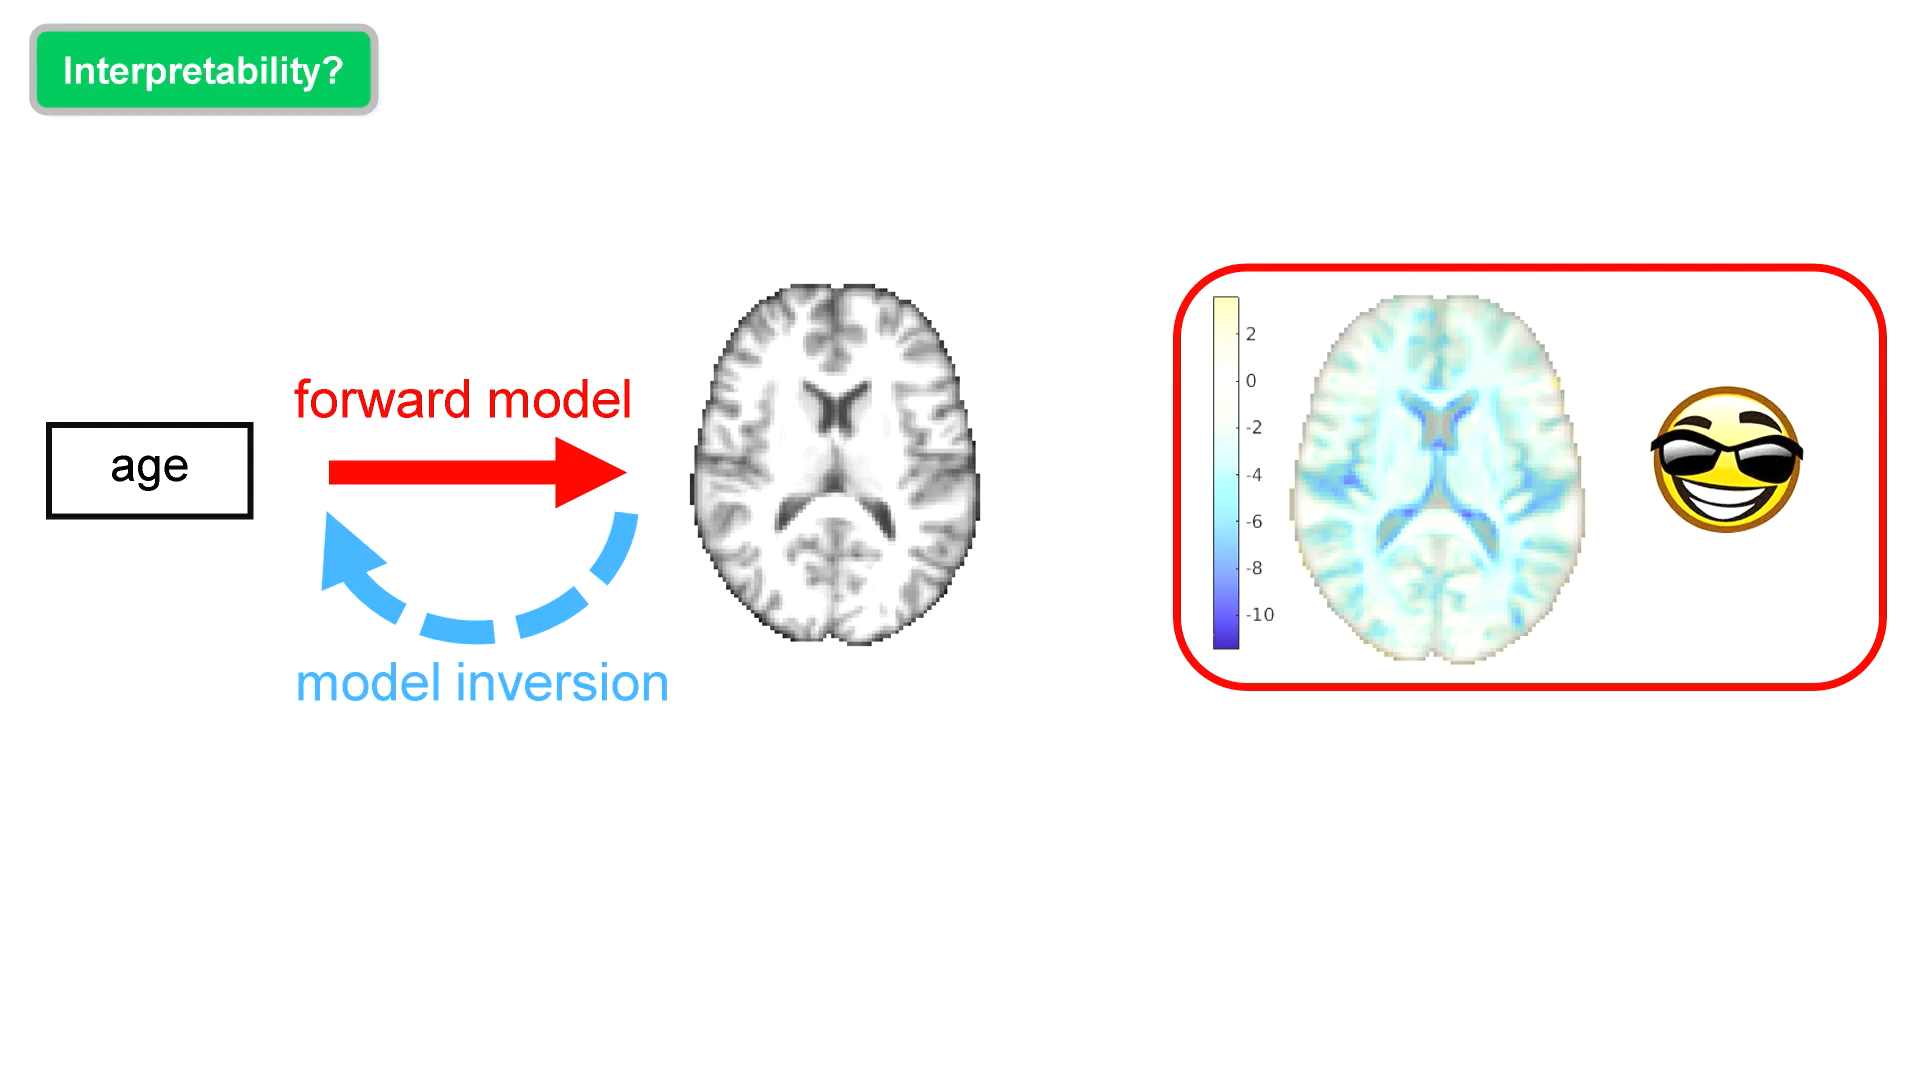 Interpretability?
forward model
age
model inversion
2
0
-2
-4
-6
-8
-10